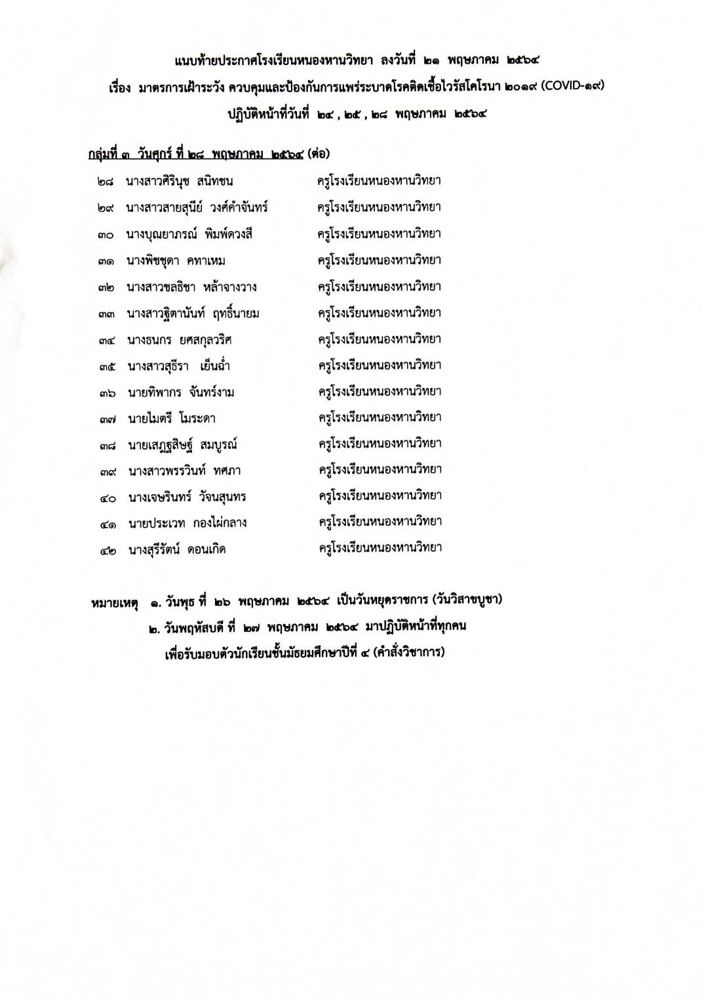 แนบท้ายประกาศโรงเรียนหนองหานวิทยา ลงวันที่ ๒๑ พฤษภาคม ๒๕๖๔
เรื่อง มาตรการเฝ้าระวัง ควบคุมและป้องกันการแพร่ระบาดโรคติดเชื้อไวรัสโคโรนา ๒๐๑๙ (COVID-๑๙)
ปฏิบัติหน้าที่วันที่ ๒๔ , ๒๕ , ๒๘ พฤษภาคม ๒๕๖๔
กลุ่มที่ ๓ วันศุกร์ ที่ ๒๘ พฤษภาคม ๒๕๖๔ (ต่อ)
๒๘ นางสาวศิรินุช สนิทชน ครูโรงเรียนหนองหานวิทยา
๒๙ นางสาวสายสุนีย์ วงศ์คำจันทร์ ครูโรงเรียนหนองหานวิทยา
๓๐ นางบุณยาภรณ์ พิมพ์ดวงสี ครูโรงเรียนหนองหานวิทยา
๓๑ นางพิชชุดา คทาเหม ครูโรงเรียนหนองหานวิทยา
๓๒ นางสาวชลธิชา หล้าจางวาง ครูโรงเรียนหนองหานวิทยา
๓๓ นางสาวฐิตานันท์ ฤทธิ์นายม ครูโรงเรียนหนองหานวิทยา
๓๔ นางธนกร ยศสกุลวริศ ครูโรงเรียนหนองหานวิทยา
๓๕ นางสาวสุธีรา เย็นฉ่ำ ครูโรงเรียนหนองหานวิทยา
๓๖ นายทิพากร จันทร์งาม ครูโรงเรียนหนองหานวิทยา
๓๗ นายไมตรี โมระดา ครูโรงเรียนหนองหานวิทยา
๓๘ นายเสฎฐสิษฐ์ สมบูรณ์ ครูโรงเรียนหนองหานวิทยา
๓๙ นางสาวพรรวินท์ ทศภา ครูโรงเรียนหนองหานวิทยา
๔๐ นางเจษรินทร์ วัจนสุนทร ครูโรงเรียนหนองหานวิทยา
๔๑ นายประเวท กองไผ่กลาง ครูโรงเรียนหนองหานวิทยา
๔๒ นางสุรีรัตน์ ดอนเกิด ครูโรงเรียนหนองหานวิทยา
หมายเหตุ ๑. วันพุธ ที่ ๒๖ พฤษภาคม ๒๕๖๔ เป็นวันหยุดราชการ (วันวิสาขบูชา)
๒. วันพฤหัสบดี ที่ ๒๗ พฤษภาคม ๒๕๖๔ มาปฏิบัติหน้าที่ทุกคน
เพื่อรับมอบตัวนักเรียนชั้นมัธยมศึกษาปีที่ ๔ (คำสั่งวิชาการ)